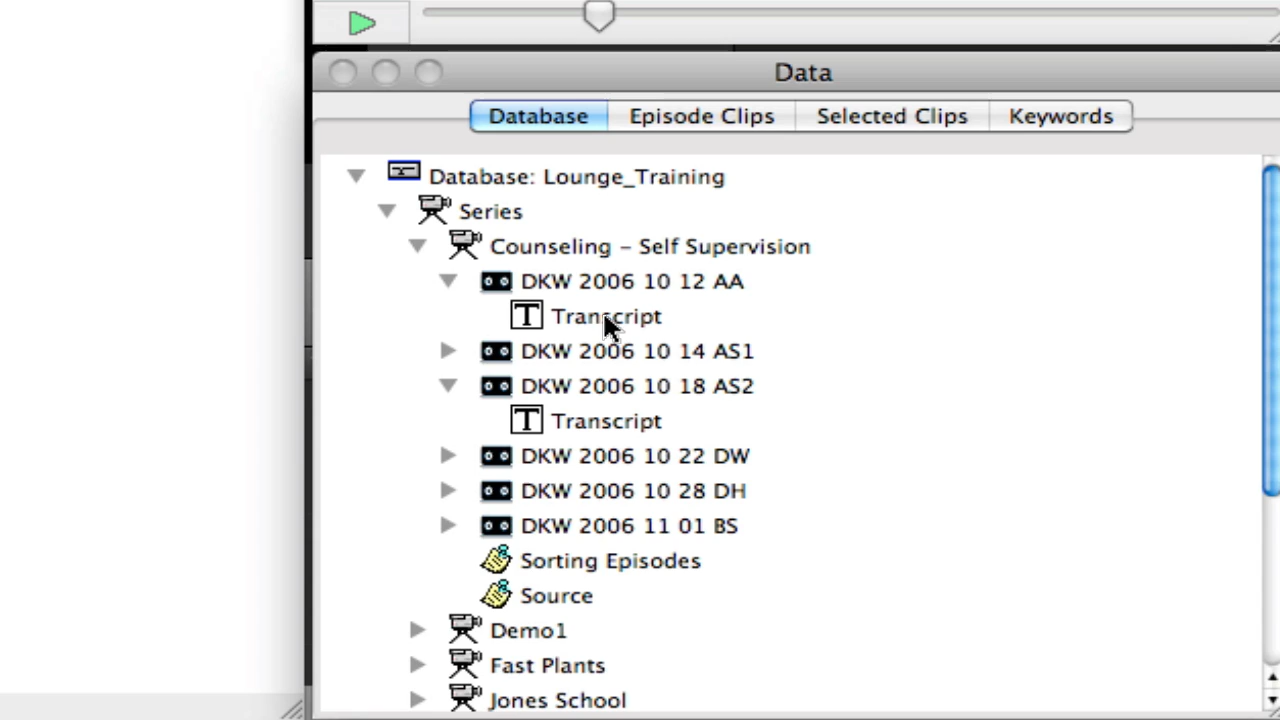 Data
Database Episode Clips Selected Clips Keywords
Database: Lounge_Training
Series
Counseling - Self Supervision
DKW 2006 10 12 AA
T Transcript
DKW 2006 10 14 AS1
DKW 2006 10 18 AS2
T Transcript
DKW 2006 10 22 DW
DKW 2006 10 28 DH
DKW 2006 11 01 BS
Sorting Episodes
Source
Demo1
Fast Plants
Jones School